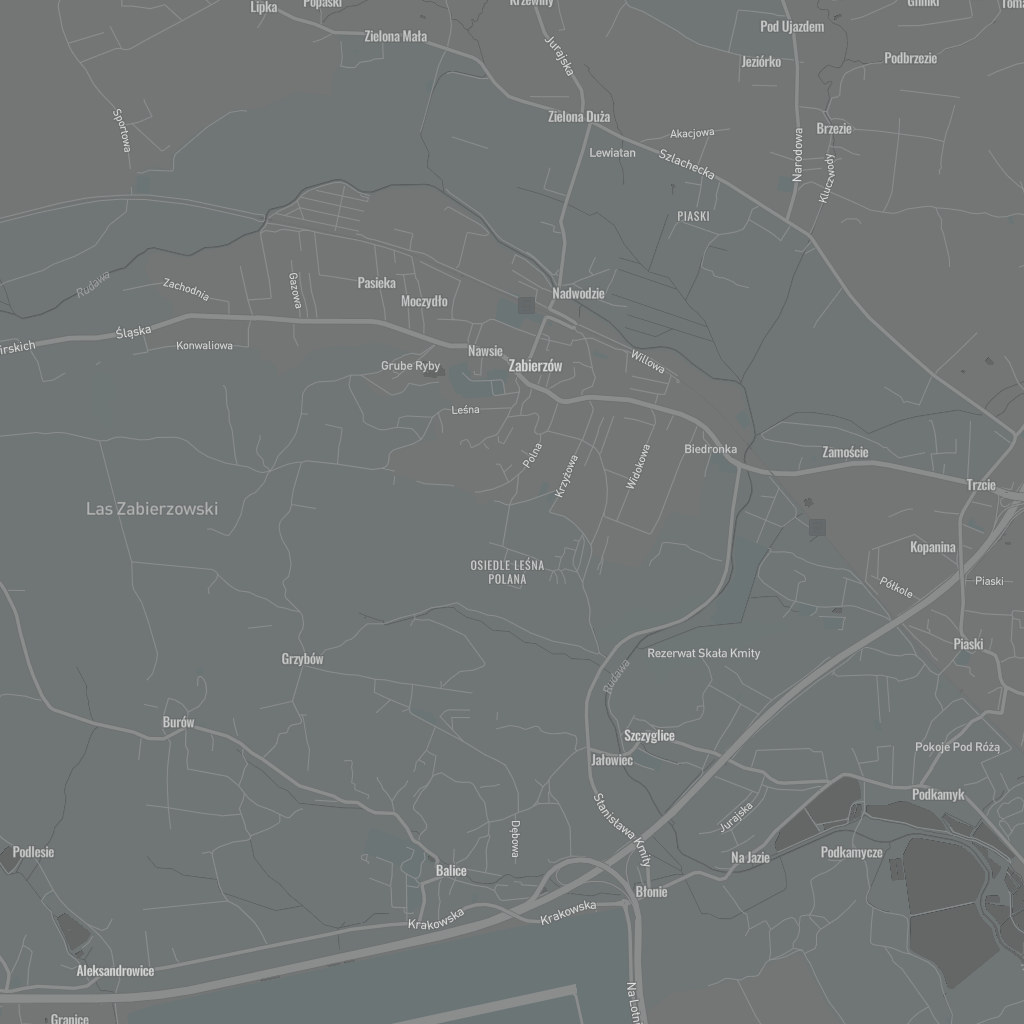 Lipka
Popaski
Krzewiny
Glinki
Zielona Mała
Jurajska
Pod Ujazdem
Jeziórko
Podbrzezie
Sportowa
Zielona Duża
Akacjowa
Brzezie
Lewiatan
Szlachecka
Narodowa
Kluczwody
PIASKI
Rudawa
Zachodnia
Gazowa
Pasieka
Moczydło
Nadwodzie
Śląska
Konwaliowa
Nawsie
Grube Ryby
Zabierzów
Willowa
Leśna
Polna
Krzyżowa
Widokowa
Biedronka
Zamoście
Trzcie
Las Zabierzowski
Kopanina
OSIEDLE LEŚNA
POLANA
Półkole
Piaski
Piaski
Grzybów
Rezerwat Skała Kmity
Rudawa
Burów
Szczyglice
Jałowiec
Pokoje Pod Różą
Podkamyk
Stanisława Kmity
Jurajska
Dębowa
Podlesie
Na Jazie
Podkamycze
Balice
Błonie
Krakowska
Krakowska
Aleksandrowice
Granice